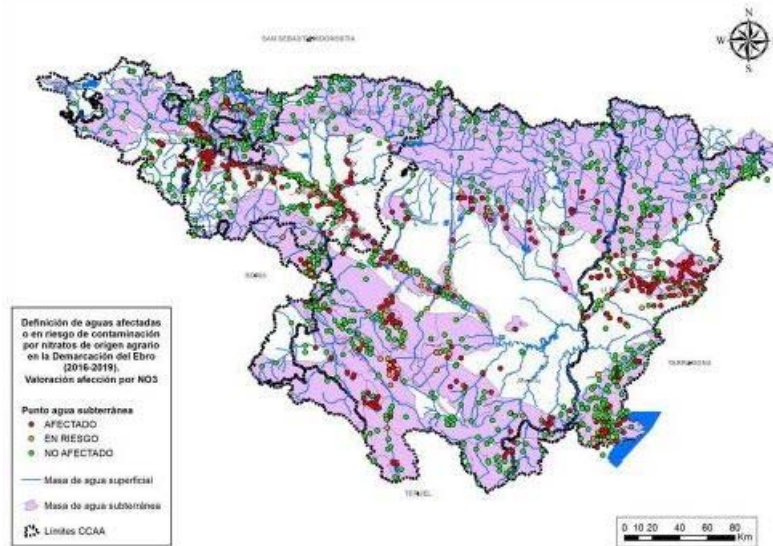 N
W
S
SAN SEBASTIÁN/DONOSTIA
SORIA
TARRAGONA
TERUEL
Definición de aguas afectadas
o en riesgo de contaminación
por nitratos de origen agrario
en la Demarcación del Ebro
(2016-2019).
Valoración afección por NO3
Punto agua subterránea
AFECTADO
EN RIESGO
NO AFECTADO
Masa de agua superficial
Masa de agua subterránea
Límites CCAA
0 10 20 40 60 80
Km